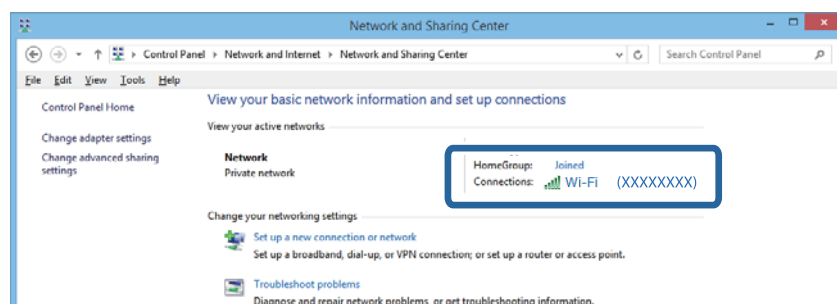 Network and Sharing Center
Control Panel Network and Internet Network and Sharing Center
Search Control Panel
File Edit View Tools Help
Control Panel Home
View your basic network information and set up connections
View your active networks
Change adapter settings
Change advanced sharing settings
Network
Private network
HomeGroup: Joined
Connections: Wi-Fi (XXXXXXXX)
Change your networking settings
Set up a new connection or network
Set up a broadband, dial-up, or VPN connection; or set up a router or access point.
Troubleshoot problems
Diagnose and repair network problems, or get troubleshooting information.